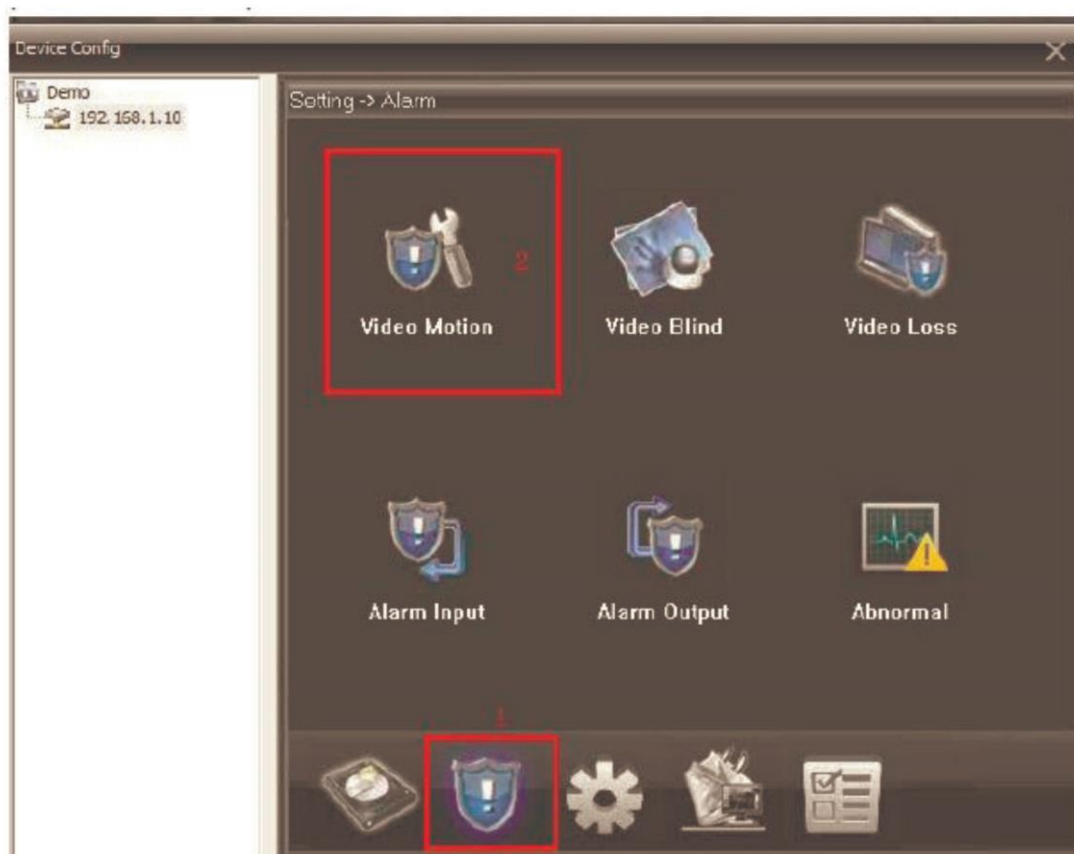 Device Config
Demo
192.168.1.10
Setting -> Alarm
2
Video Motion
Video Blind
Video Loss
Alarm Input
Alarm Output
Abnormal
1